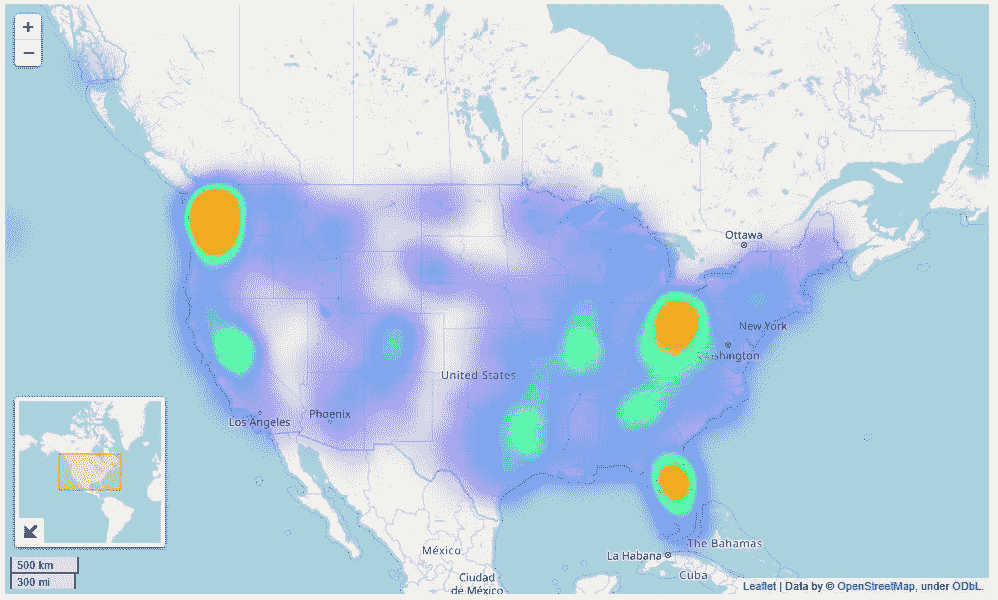 +
−
Ottawa
New York
Washington
United States
Los Angeles
Phoenix
México
The Bahamas
La Habana
Cuba
Ciudad
de México
500 km
300 mi
Leaflet | Data by © OpenStreetMap, under ODbL.